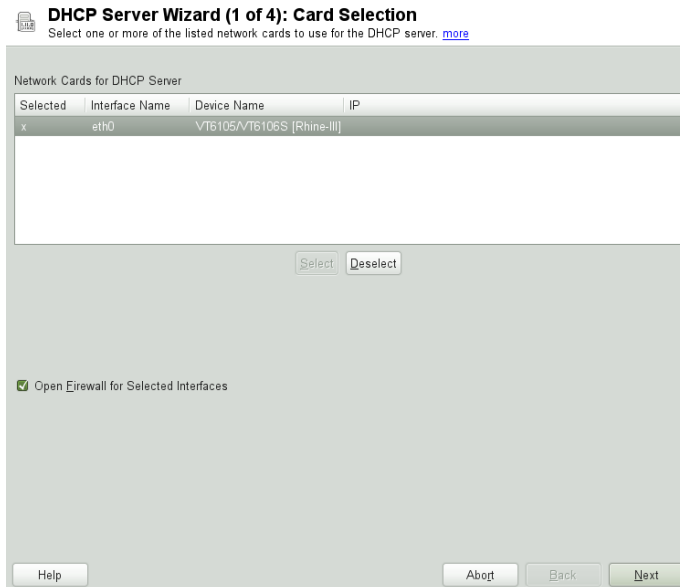 DHCP Server Wizard (1 of 4): Card Selection
Select one or more of the listed network cards to use for the DHCP server. more
Network Cards for DHCP Server
Selected Interface Name Device Name IP
x eth0 VT6105/VT6106S [Rhine-III]
Select Deselect
Open Firewall for Selected Interfaces
Help Abort Back Next